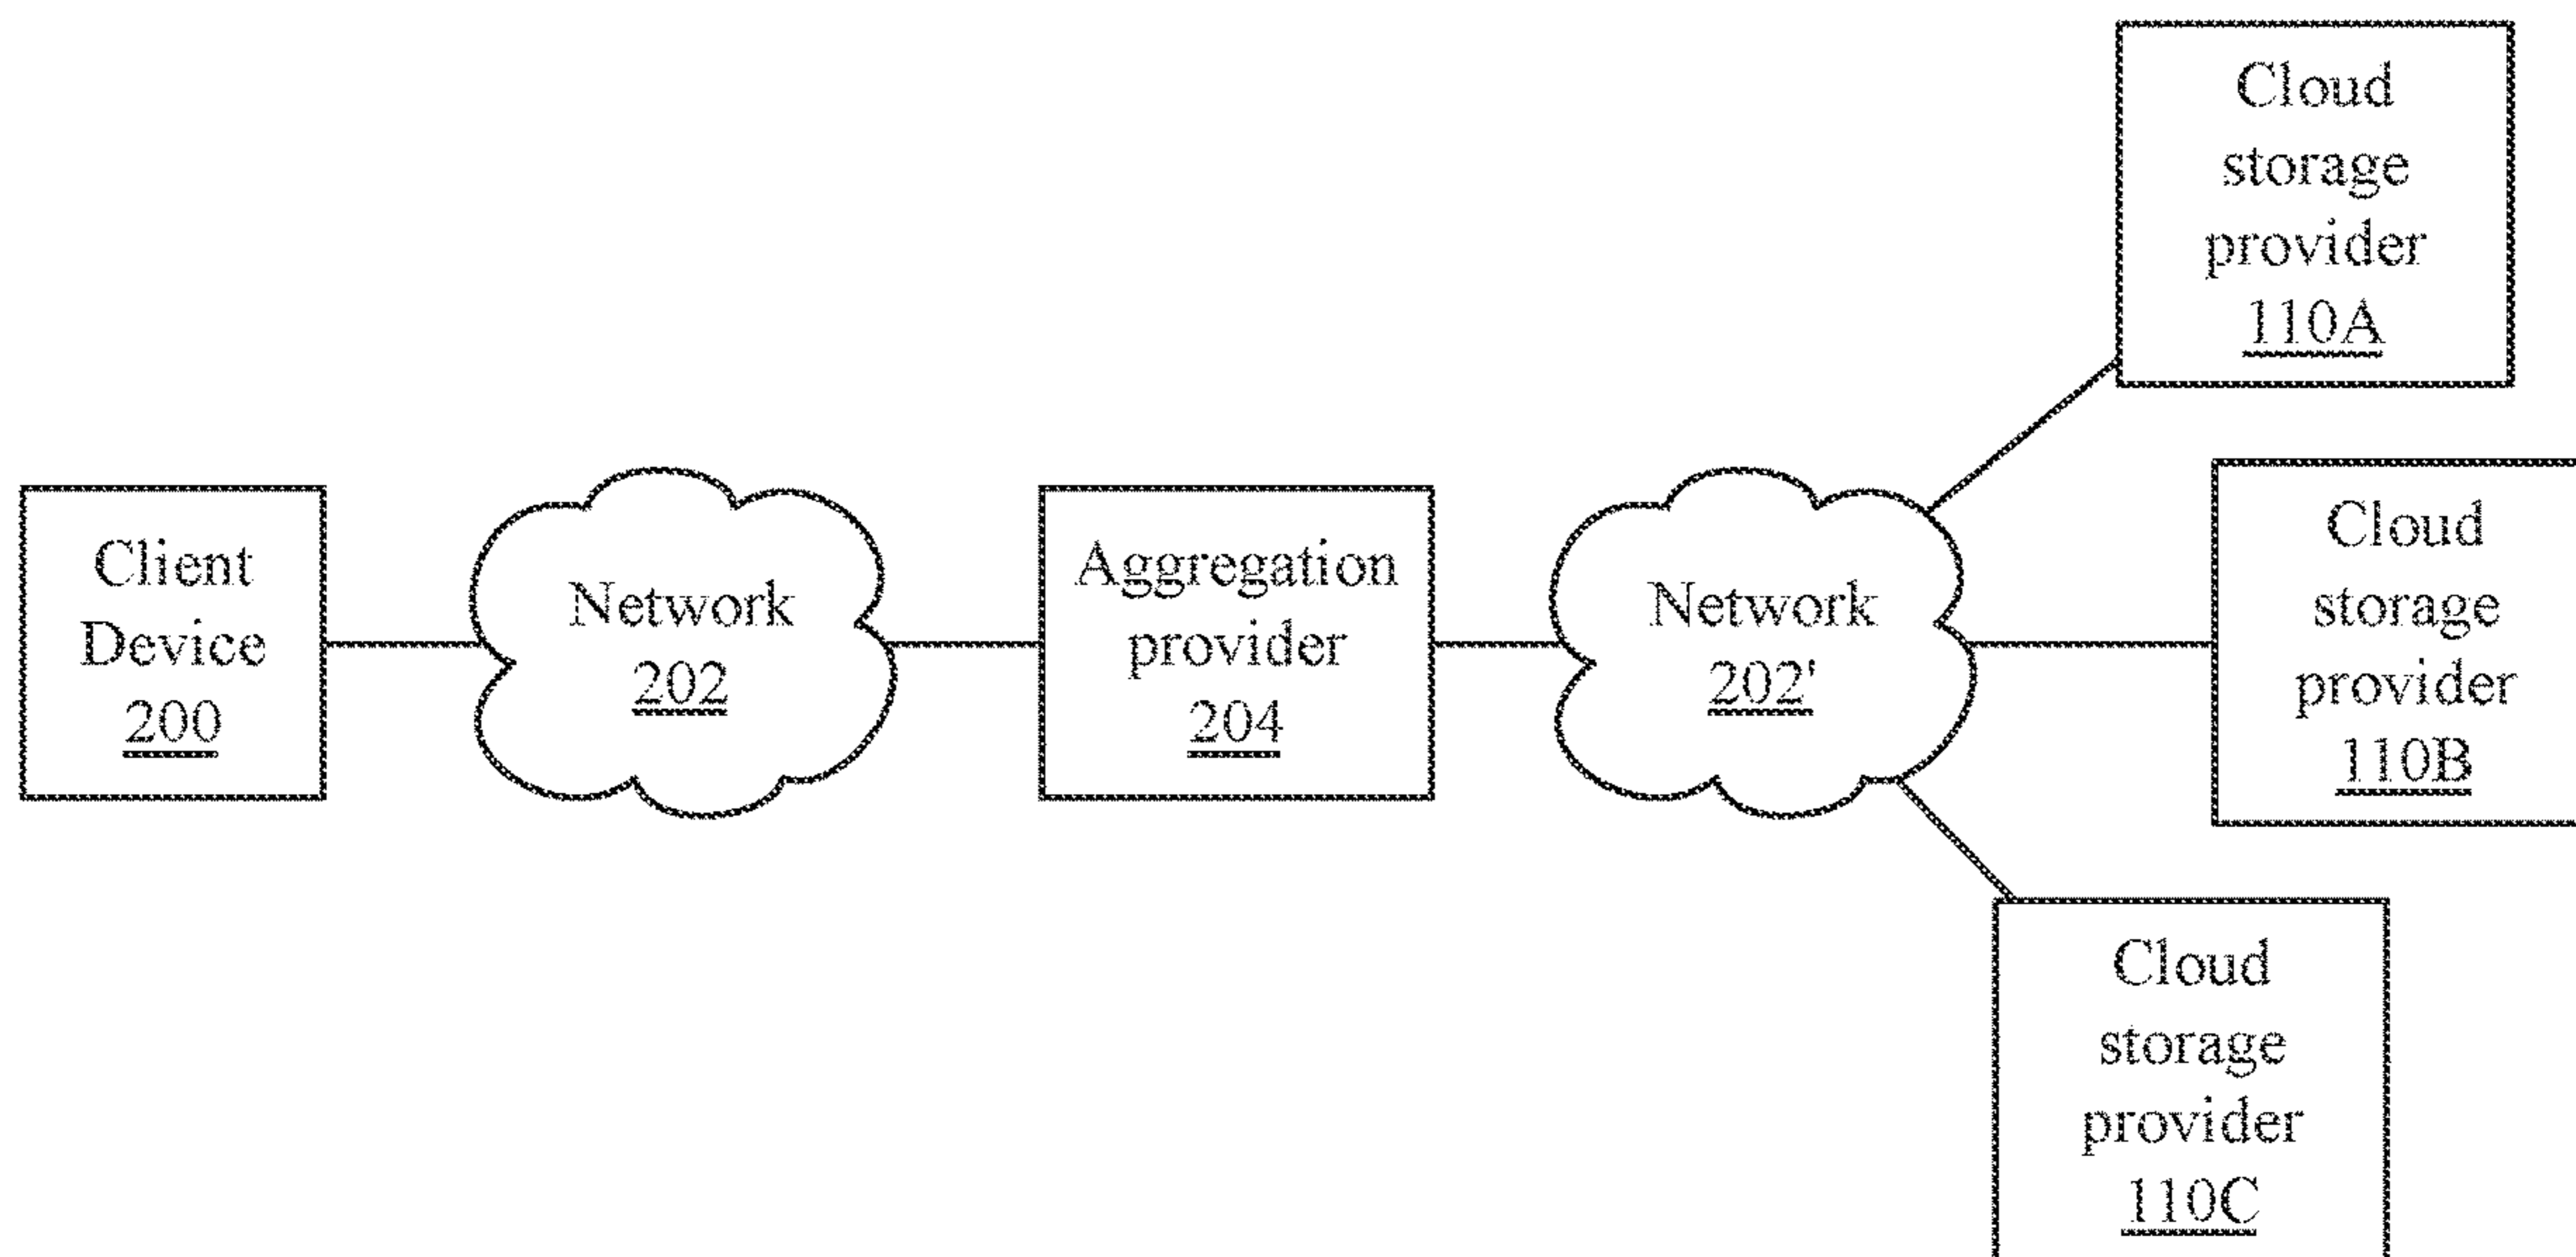 Client
Device
200
Network
202
Aggregation
provider
204
Network
202'
Cloud
storage
provider
110A
Cloud
storage
provider
110B
Cloud
storage
provider
110C